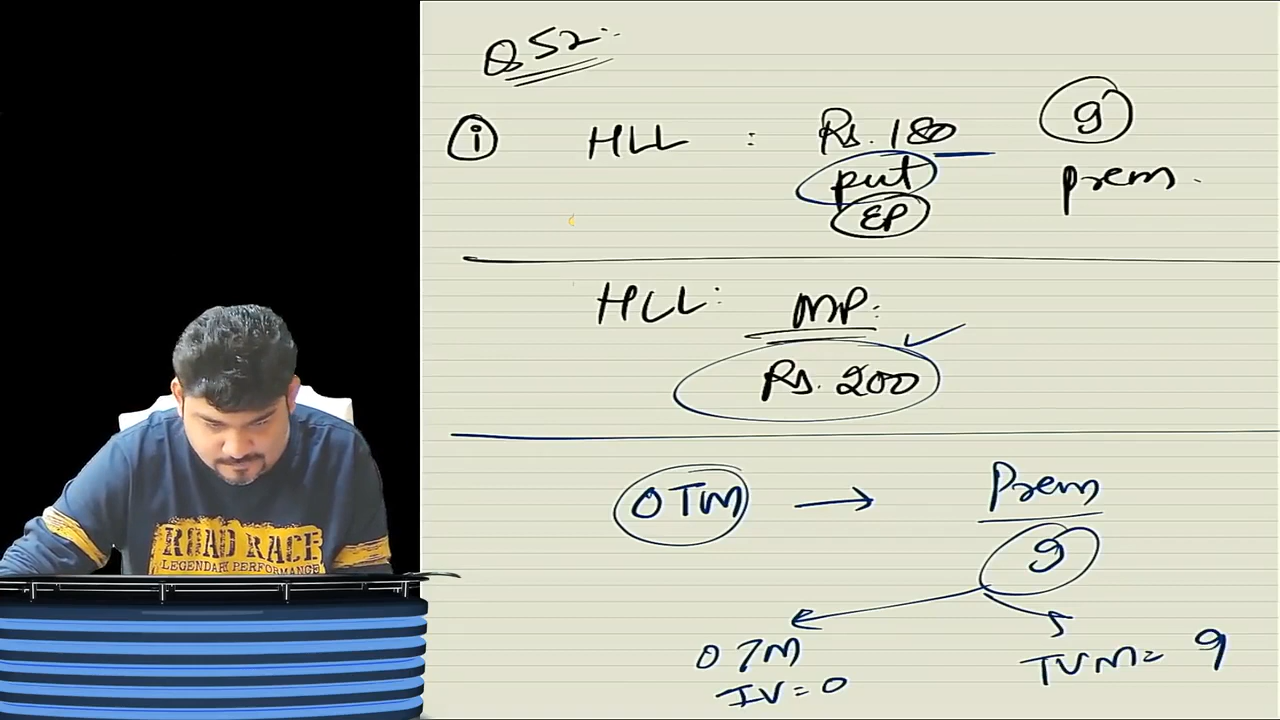 Q52:
i HLL : Rs. 180 9
put prem.
EP
HLL: MP:
Rs. 200
OTM → Prem
9
OTM TVM= 9
IV=0
ROAD RACE
LEGENDARY PERFORMANCE